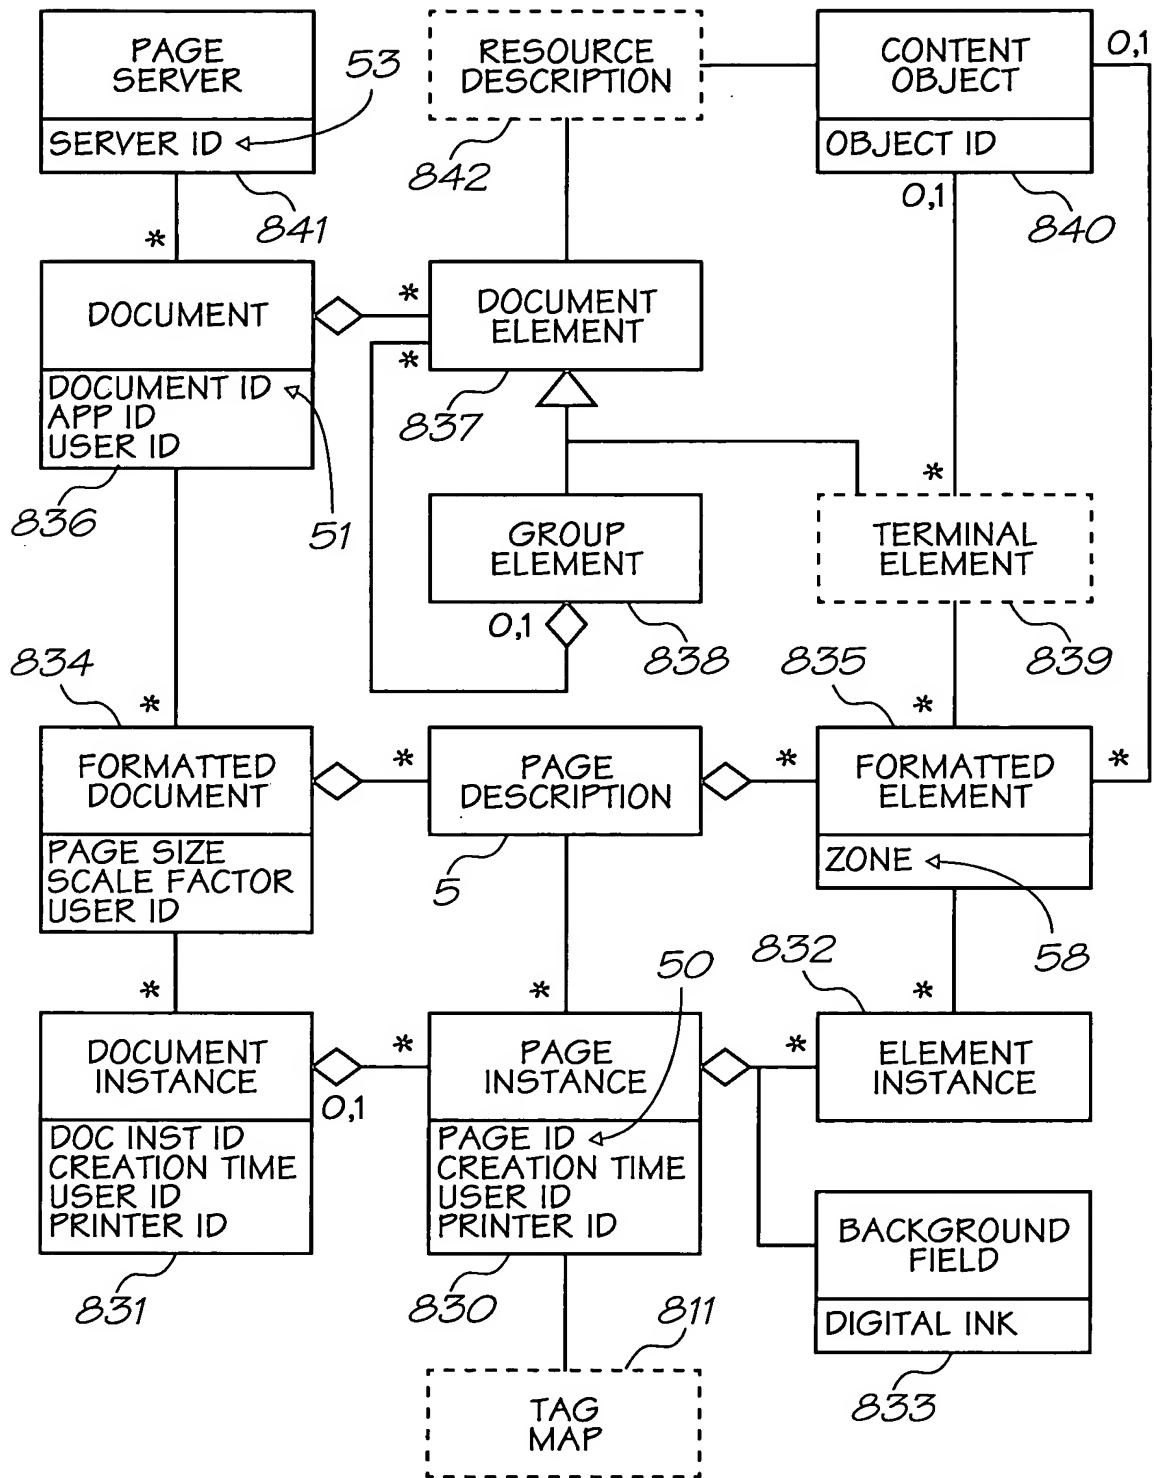 PAGE
SERVER
SERVER ID
53
841
RESOURCE
DESCRIPTION
842
CONTENT
OBJECT
OBJECT ID
0,1
0,1
840
*
DOCUMENT
DOCUMENT ID
APP ID
USER ID
836
51
*
*
DOCUMENT
ELEMENT
837
GROUP
ELEMENT
0,1
838
*
TERMINAL
ELEMENT
839
834
*
FORMATTED
DOCUMENT
PAGE SIZE
SCALE FACTOR
USER ID
*
PAGE
DESCRIPTION
5
835
*
*
*
FORMATTED
ELEMENT
ZONE
58
*
DOCUMENT
INSTANCE
0,1
DOC INST ID
CREATION TIME
USER ID
PRINTER ID
831
*
*
50
PAGE
INSTANCE
PAGE ID
CREATION TIME
USER ID
PRINTER ID
830
832
*
*
ELEMENT
INSTANCE
BACKGROUND
FIELD
DIGITAL INK
833
811
TAG
MAP